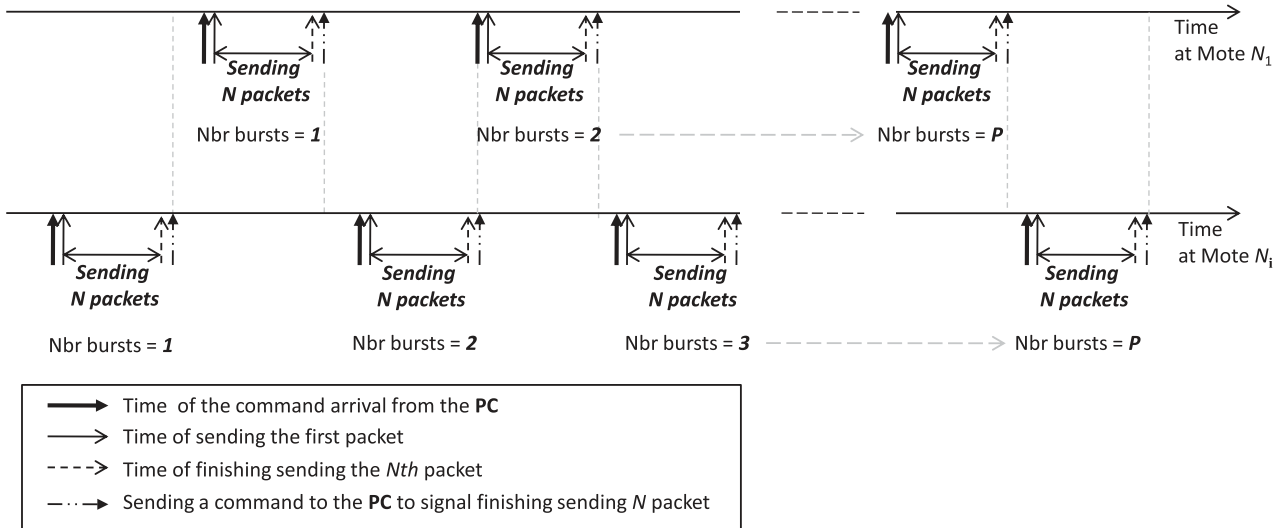 Time
at Mote N1
Sending
N packets
Sending
N packets
Sending
N packets
Nbr bursts = 1
Nbr bursts = 2
Nbr bursts = P
Time
at Mote Ni
Sending
N packets
Sending
N packets
Sending
N packets
Sending
N packets
Nbr bursts = 1
Nbr bursts = 2
Nbr bursts = 3
Nbr bursts = P
Time of the command arrival from the PC
Time of sending the first packet
Time of finishing sending the Nth packet
Sending a command to the PC to signal finishing sending N packet